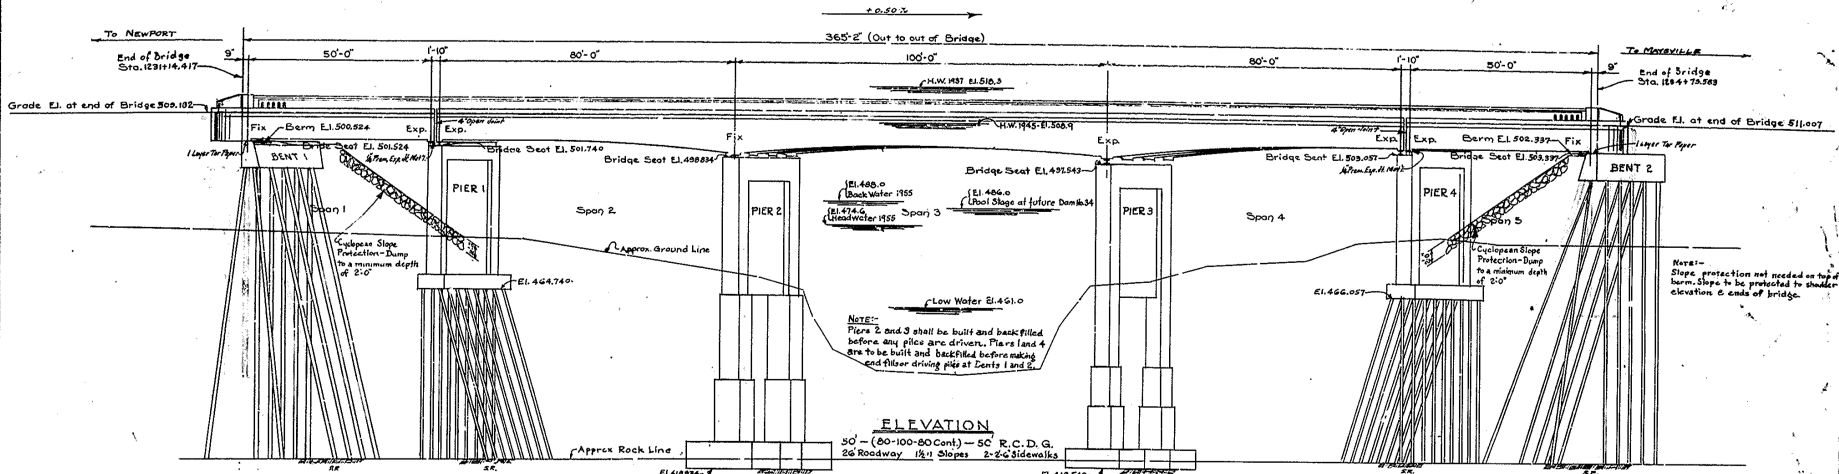 +0.50%
To NEWPORT
365'-2" (Out to out of Bridge)
To MAYSVILLE
End of Bridge
Sta. 1231+14.417
9"
50'-0"
1'-10"
80'-0"
100'-0"
80'-0"
1'-10"
50'-0"
9"
End of Bridge
Sta. 1234+79.583
H.W. 1937 El. 518.3
Grade El. at end of Bridge 509.182
Grade El. at end of Bridge 511.007
H.W. 1945-El. 508.9
Fix
Berm El. 500.524
Exp.
4" Open Joint
Exp.
Fix
Exp.
4" Open Joint
Exp.
Exp.
Berm El. 502.337
Fix
1 Layer Tar Paper
Bridge Seat El. 501.524
Bridge Seat El. 501.740
Bridge Seat El. 498.834
Bridge Seat El. 497.543
Bridge Seat El. 503.057
Bridge Seat El. 503.337
1 Layer Tar Paper
BENT 1
PIER 1
PIER 2
PIER 3
PIER 4
BENT 2
El. 488.0
Back Water 1955
El. 486.0
Pool Stage at future Dam No. 34
El. 474.6
Headwater 1955
Span 1
Span 2
Span 3
Span 4
Span 5
Approx. Ground Line
Cyclopean Slope
Protection-Dump
to a minimum depth
of 2'-0"
Cyclopean Slope
Protection-Dump
to a minimum depth
of 2'-0"
NOTE:-
Slope protection not needed on top of
berm. Slope to be protected to shoulder
elevation @ ends of bridge.
El. 464.740
El. 466.057
Low Water El. 461.0
NOTE:-
Piers 2 and 3 shall be built and backfilled
before any piles are driven. Piers 1 and 4
are to be built and backfilled before making
end fills or driving piles at Bents 1 and 2.
ELEVATION
50' - (80-100-80 Cont.) - 50' R.C.D.G.
26' Roadway 1½:1 Slopes 2-2'-6" Sidewalks
Approx Rock Line
S.R.
S.R.